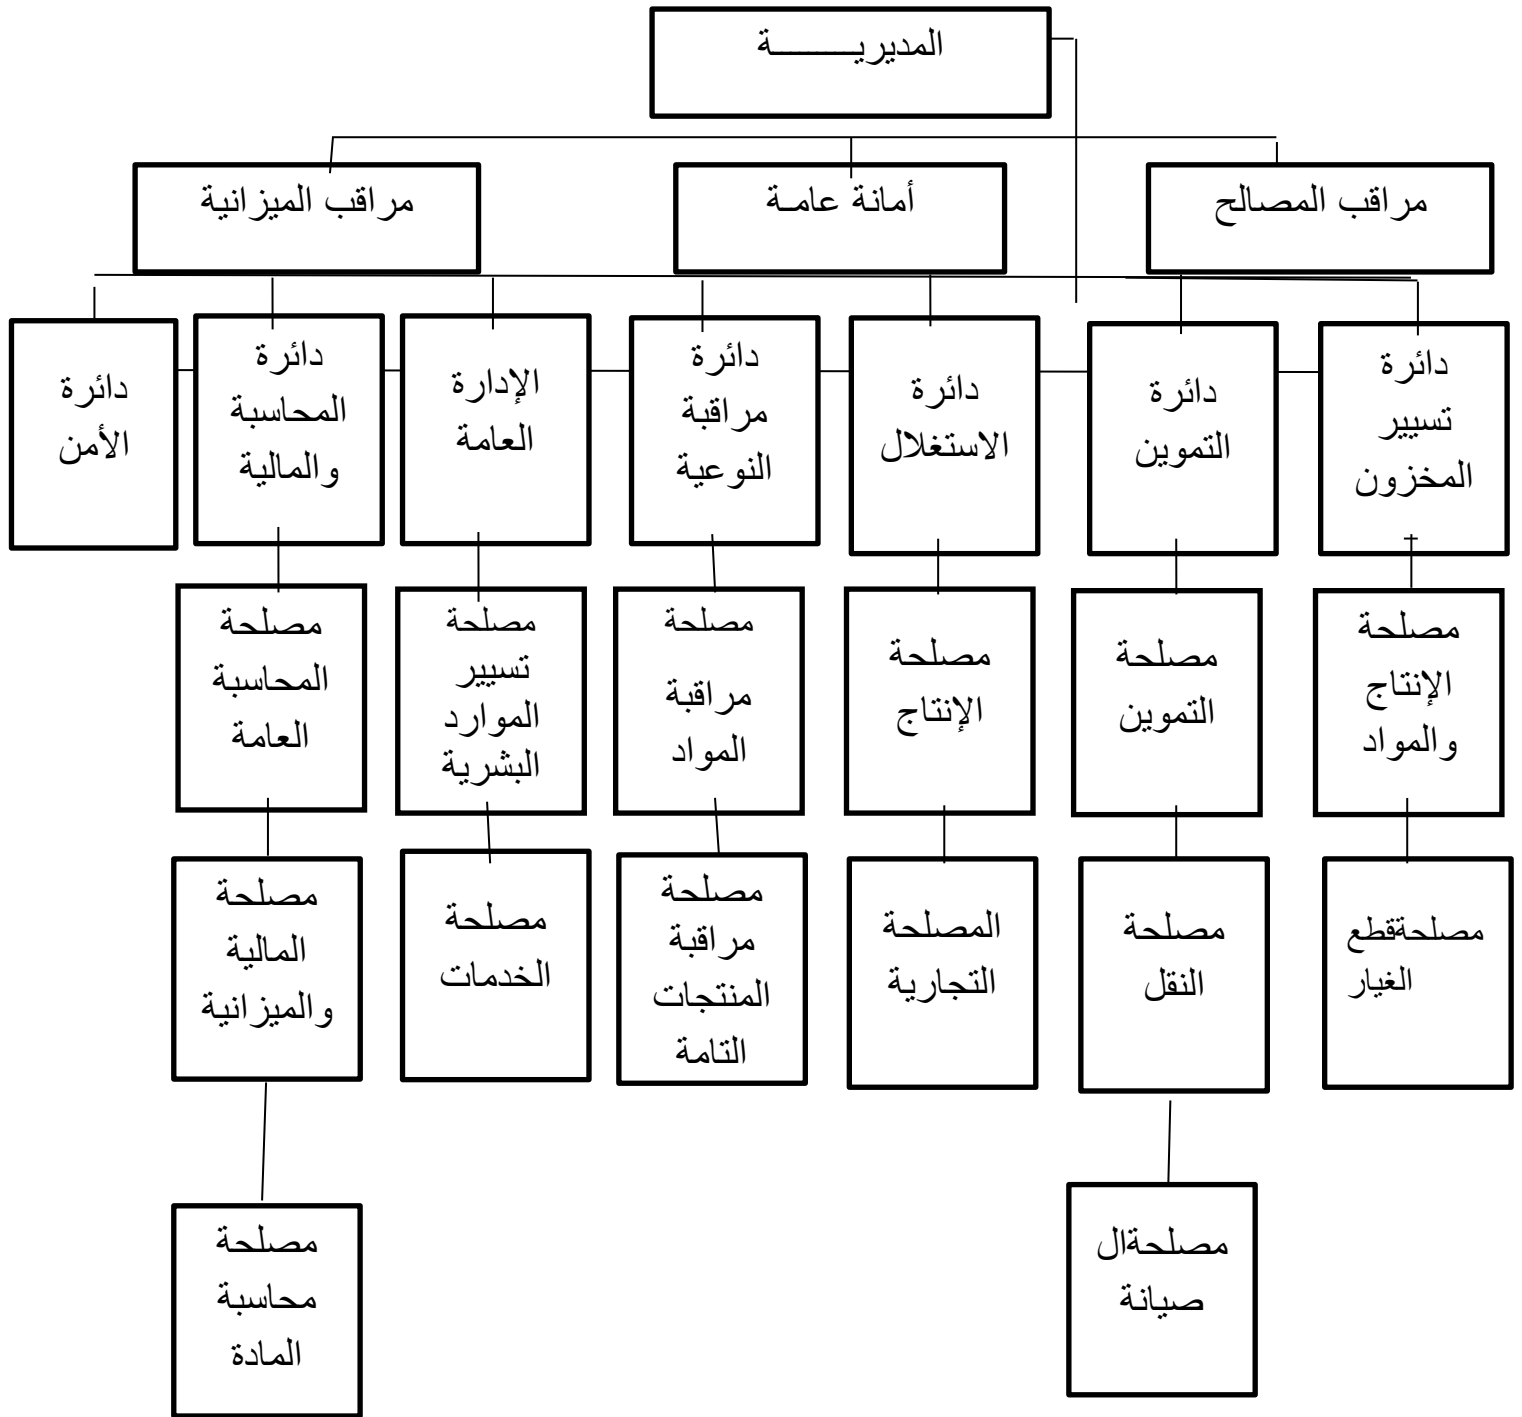 المديريـــــــــة
مراقب المصالح
أمانة عامـة
مراقب الميزانية
دائرة
تسيير
المخزون
دائرة
التموين
دائرة
الاستغلال
دائرة
مراقبة
النوعية
الإدارة
العامة
دائرة
المحاسبة
والمالية
دائرة
الأمن
مصلحة
الإنتاج
والمواد
مصلحة
التموين
مصلحة
الإنتاج
مصلحة
مراقبة
المواد
مصلحة
تسيير
الموارد
البشرية
مصلحة
المحاسبة
العامة
مصلحةقطع
الغيار
مصلحة
النقل
المصلحة
التجارية
مصلحة
مراقبة
المنتجات
التامة
مصلحة
الخدمات
مصلحة
المالية
والميزانية
مصلحةال
صيانة
مصلحة
محاسبة
المادة